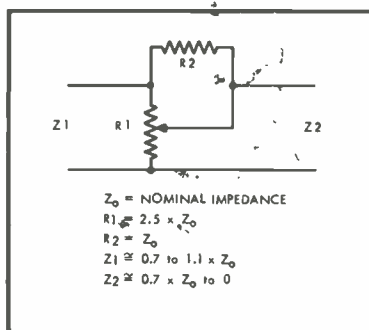 R2
Z1
R1
Z2
Z₀ = NOMINAL IMPEDANCE
R1 = 2.5 x Z₀
R2 = Z₀
Z1 ≅ 0.7 to 1.1 x Z₀
Z2 ≅ 0.7 x Z₀ to 0